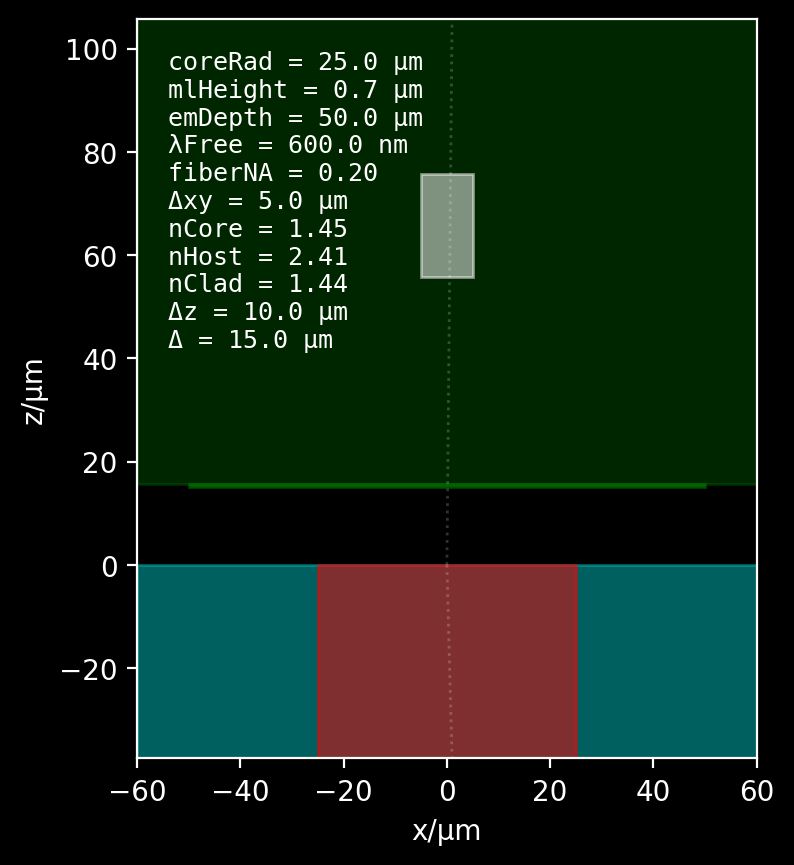 100
coreRad = 25.0 μm
mlHeight = 0.7 μm
emDepth = 50.0 μm
λFree = 600.0 nm
fiberNA = 0.20
Δxy = 5.0 μm
nCore = 1.45
nHost = 2.41
nClad = 1.44
Δz = 10.0 μm
Δ = 15.0 μm
80
60
40
20
0
−20
z/μm
−60 −40 −20 0 20 40 60
x/μm